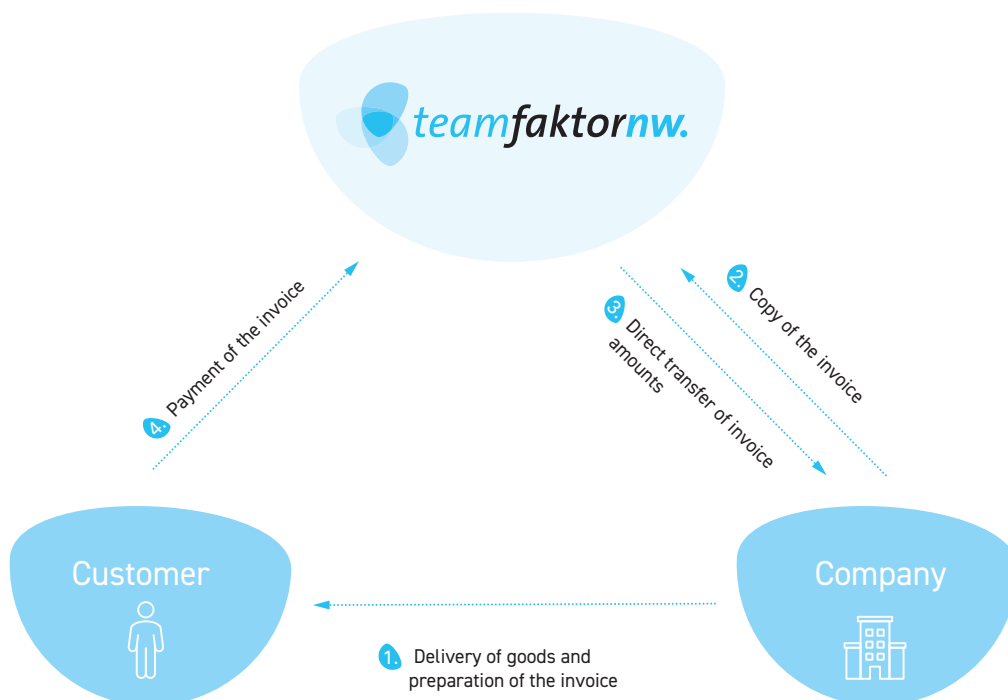 teamfaktornw.
2. Copy of the invoice
3. Direct transfer of invoice
amounts
4. Payment of the invoice
Customer
Company
1. Delivery of goods and
preparation of the invoice